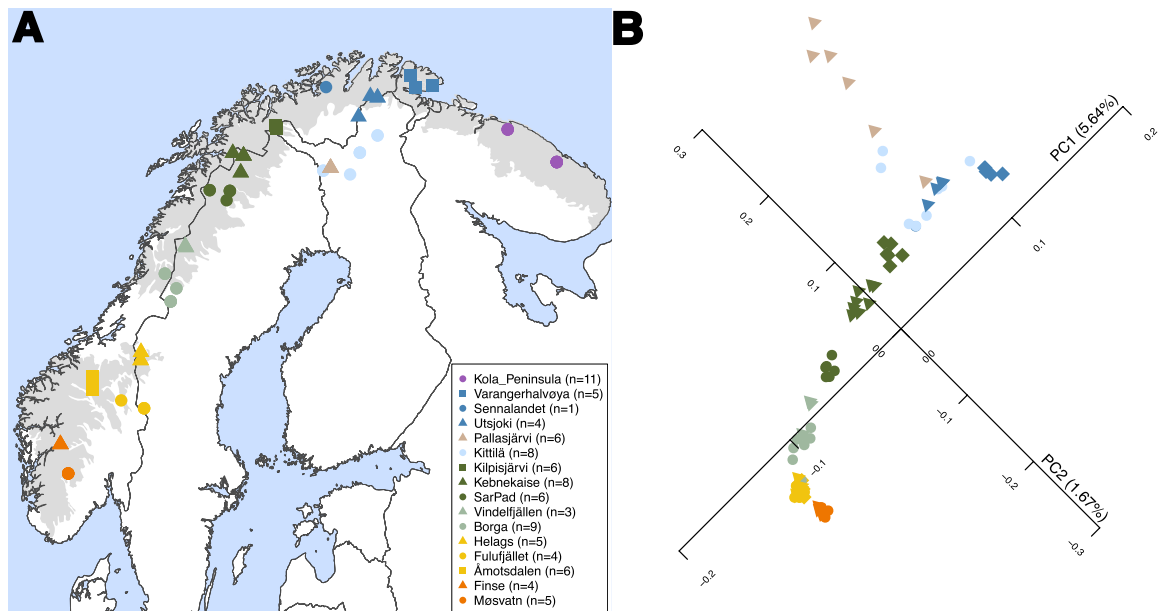 A
B
Kola_Peninsula (n=11)
Varangerhalvøya (n=5)
Sennalandet (n=1)
Utsjoki (n=4)
Pallasjärvi (n=6)
Kittilä (n=8)
Kilpisjärvi (n=6)
Kebnekaise (n=8)
SarPad (n=6)
Vindelfjällen (n=3)
Borga (n=9)
Helags (n=5)
Fulufjället (n=4)
Åmotsdalen (n=6)
Finse (n=4)
Møsvatn (n=5)
PC1 (5.64%)
0.2
0.1
0.0
−0.1
−0.2
PC2 (1.67%)
0.3
0.2
0.1
0.0
−0.1
−0.2
−0.3